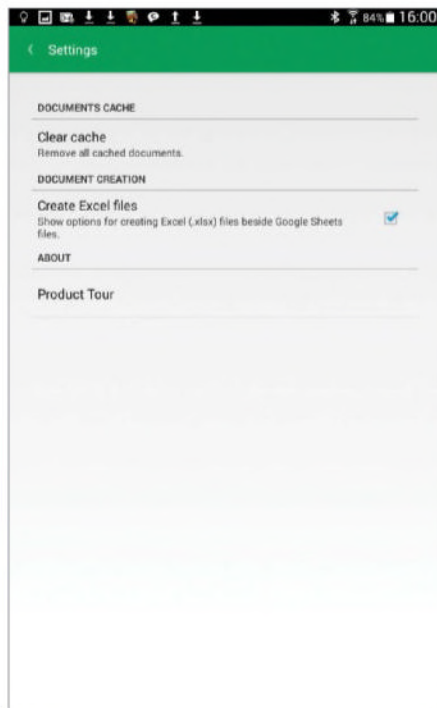 84% 16:00
Settings
DOCUMENTS CACHE
Clear cache
Remove all cached documents.
DOCUMENT CREATION
Create Excel files
Show options for creating Excel (.xlsx) files beside Google Sheets
files.
ABOUT
Product Tour